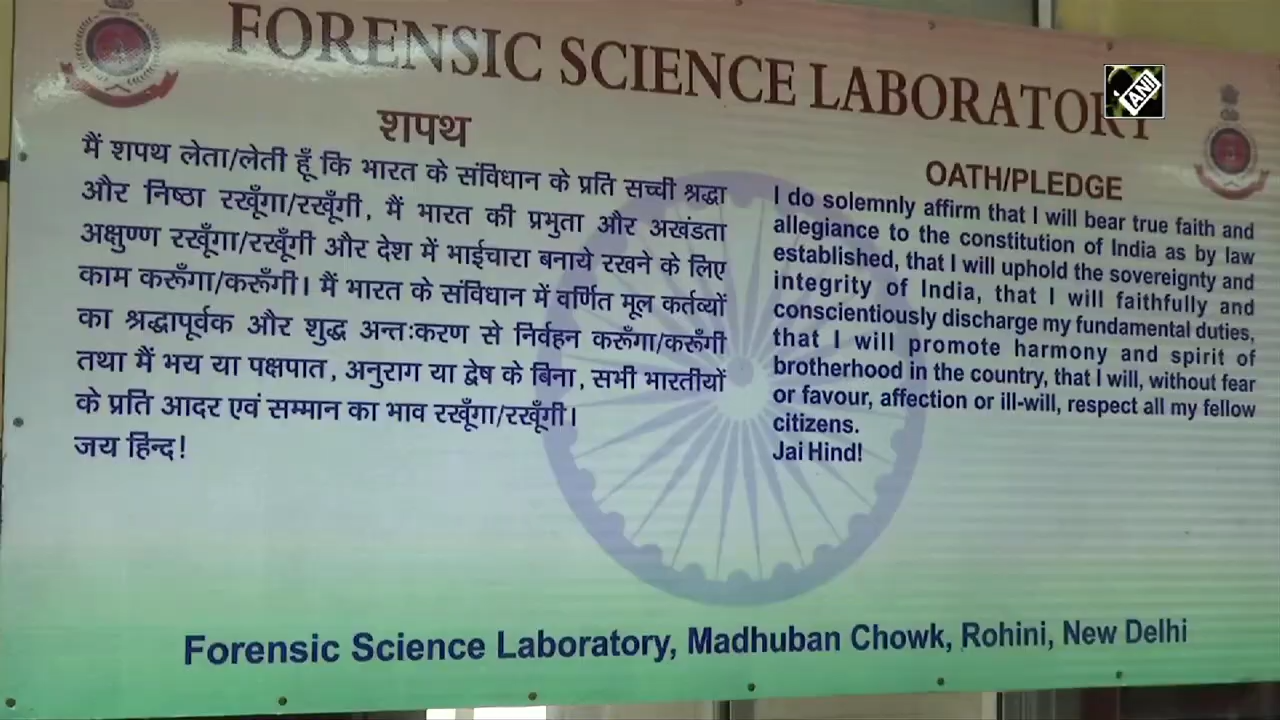 FORENSIC SCIENCE LABORATORY
ANI
शपथ
मैं शपथ लेता/लेती हूँ कि भारत के संविधान के प्रति सच्ची श्रद्धा
और निष्ठा रखूँगा/रखूँगी, मैं भारत की प्रभुता और अखंडता
अक्षुण्ण रखूँगा/रखूँगी और देश में भाईचारा बनाये रखने के लिए
काम करूँगा/करूँगी। मैं भारत के संविधान में वर्णित मूल कर्तव्यों
का श्रद्धापूर्वक और शुद्ध अन्तःकरण से निर्वहन करूँगा/करूँगी
तथा मैं भय या पक्षपात, अनुराग या द्वेष के बिना, सभी भारतीयों
के प्रति आदर एवं सम्मान का भाव रखूँगा/रखूँगी।
जय हिन्द!
OATH/PLEDGE
I do solemnly affirm that I will bear true faith and
allegiance to the constitution of India as by law
established, that I will uphold the sovereignty and
integrity of India, that I will faithfully and
conscientiously discharge my fundamental duties,
that I will promote harmony and spirit of
brotherhood in the country, that I will, without fear
or favour, affection or ill-will, respect all my fellow
citizens.
Jai Hind!
Forensic Science Laboratory, Madhuban Chowk, Rohini, New Delhi